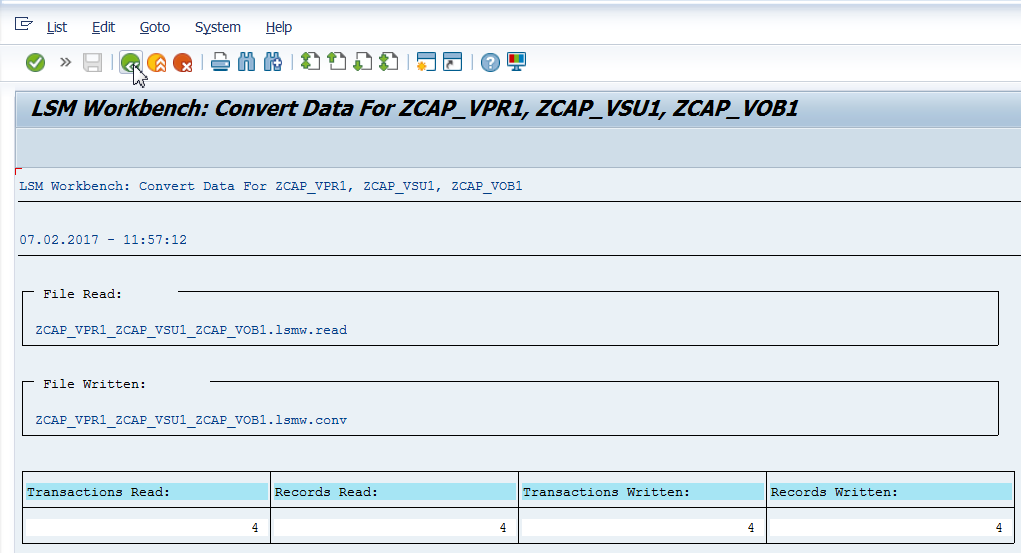 List Edit Goto System Help
LSM Workbench: Convert Data For ZCAP_VPR1, ZCAP_VSU1, ZCAP_VOB1
LSM Workbench: Convert Data For ZCAP_VPR1, ZCAP_VSU1, ZCAP_VOB1
07.02.2017 - 11:57:12
File Read:
ZCAP_VPR1_ZCAP_VSU1_ZCAP_VOB1.lsmw.read
File Written:
ZCAP_VPR1_ZCAP_VSU1_ZCAP_VOB1.lsmw.conv
Transactions Read: Records Read: Transactions Written: Records Written:
4 4 4 4